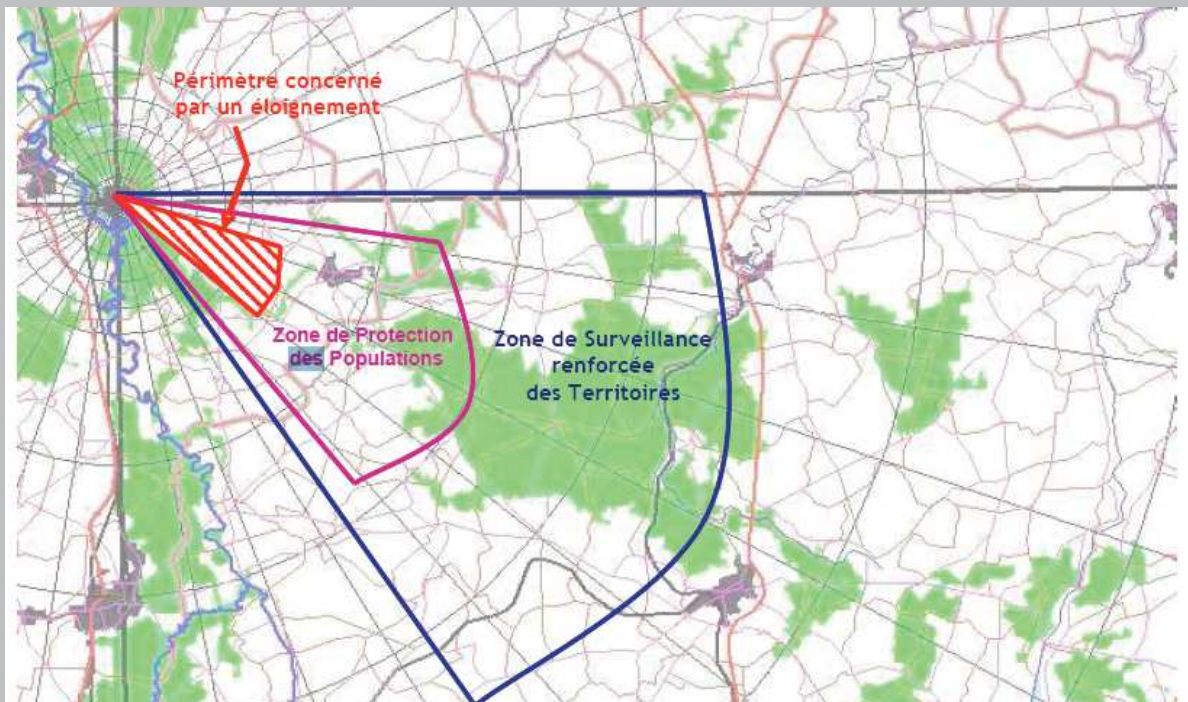 Périmètre concerné
par un éloignement
Zone de Protection
des Populations
Zone de Surveillance
renforcée
des Territoires